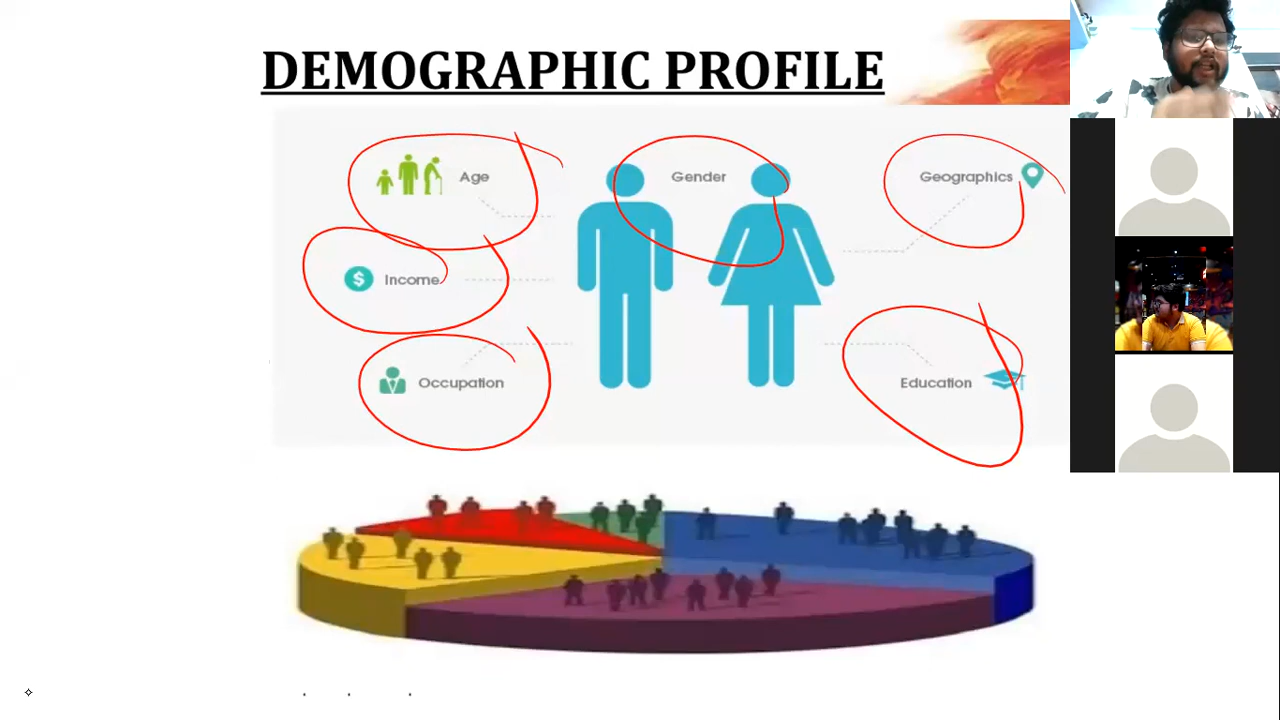 DEMOGRAPHIC PROFILE
Age
Gender
Geographics
$ Income
Occupation
Education